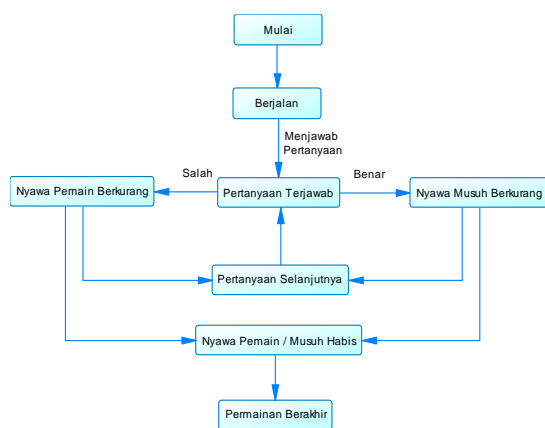 Mulai
Berjalan
Menjawab
Pertanyaan
Salah
Benar
Nyawa Pemain Berkurang
Pertanyaan Terjawab
Nyawa Musuh Berkurang
Pertanyaan Selanjutnya
Nyawa Pemain / Musuh Habis
Permainan Berakhir